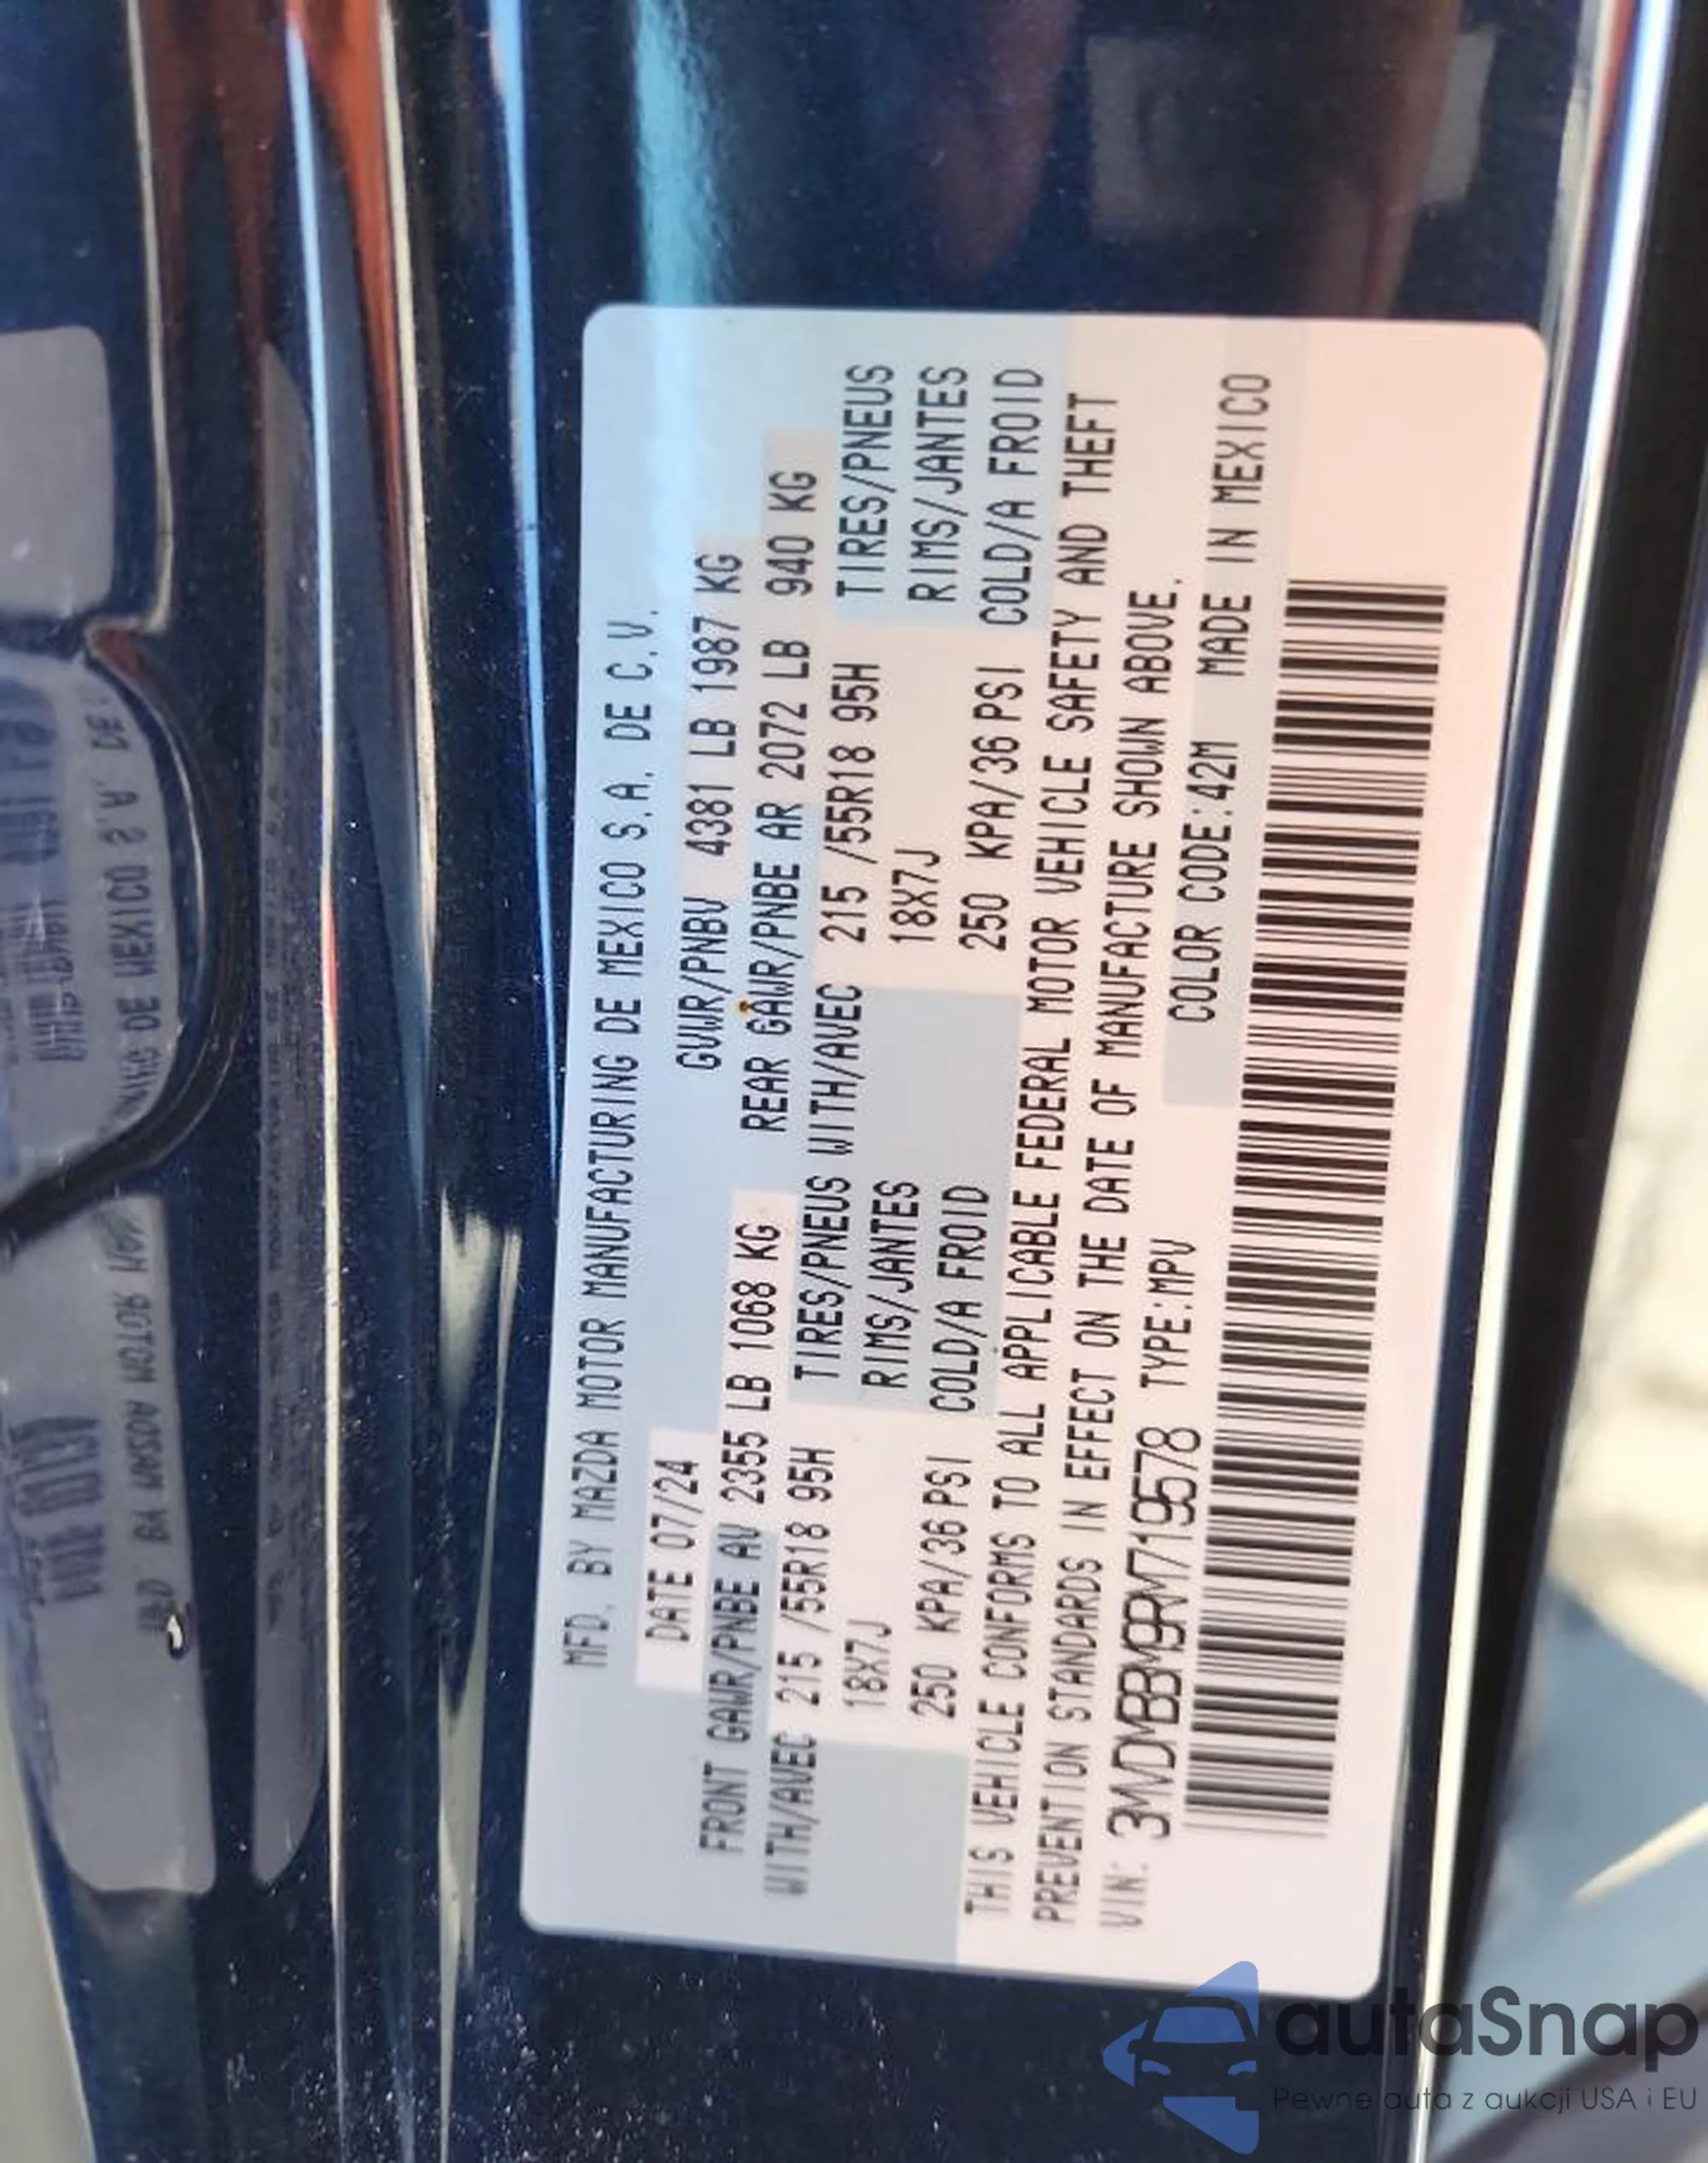 MFD. BY MAZDA MOTOR MANUFACTURING DE MEXICO S.A. DE C.V.
DATE 07/24 GVWR/PNBV 4381 LB 1987 KG
FRONT GAWR/PNBE AV 2355 LB 1068 KG REAR GAWR/PNBE AR 2072 LB 940 KG
WITH/AVEC 215 /55R18 95H TIRES/PNEUS WITH/AVEC 215 /55R18 95H TIRES/PNEUS
18X7J RIMS/JANTES 18X7J RIMS/JANTES
250 KPA/36 PSI COLD/A FROID 250 KPA/36 PSI COLD/A FROID
THIS VEHICLE CONFORMS TO ALL APPLICABLE FEDERAL MOTOR VEHICLE SAFETY AND THEFT
PREVENTION STANDARDS IN EFFECT ON THE DATE OF MANUFACTURE SHOWN ABOVE.
VIN: 3MVDMBBM9RM719578 TYPE:MPV COLOR CODE:42M MADE IN MEXICO
autaSnap
Pewne auta z aukcji USA i EU